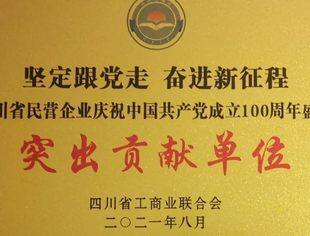 坚定跟党走 奋进新征程
川省民营企业庆祝中国共产党成立100周年盛
突出贡献单位
四川省工商业联合会
二〇二一年八月